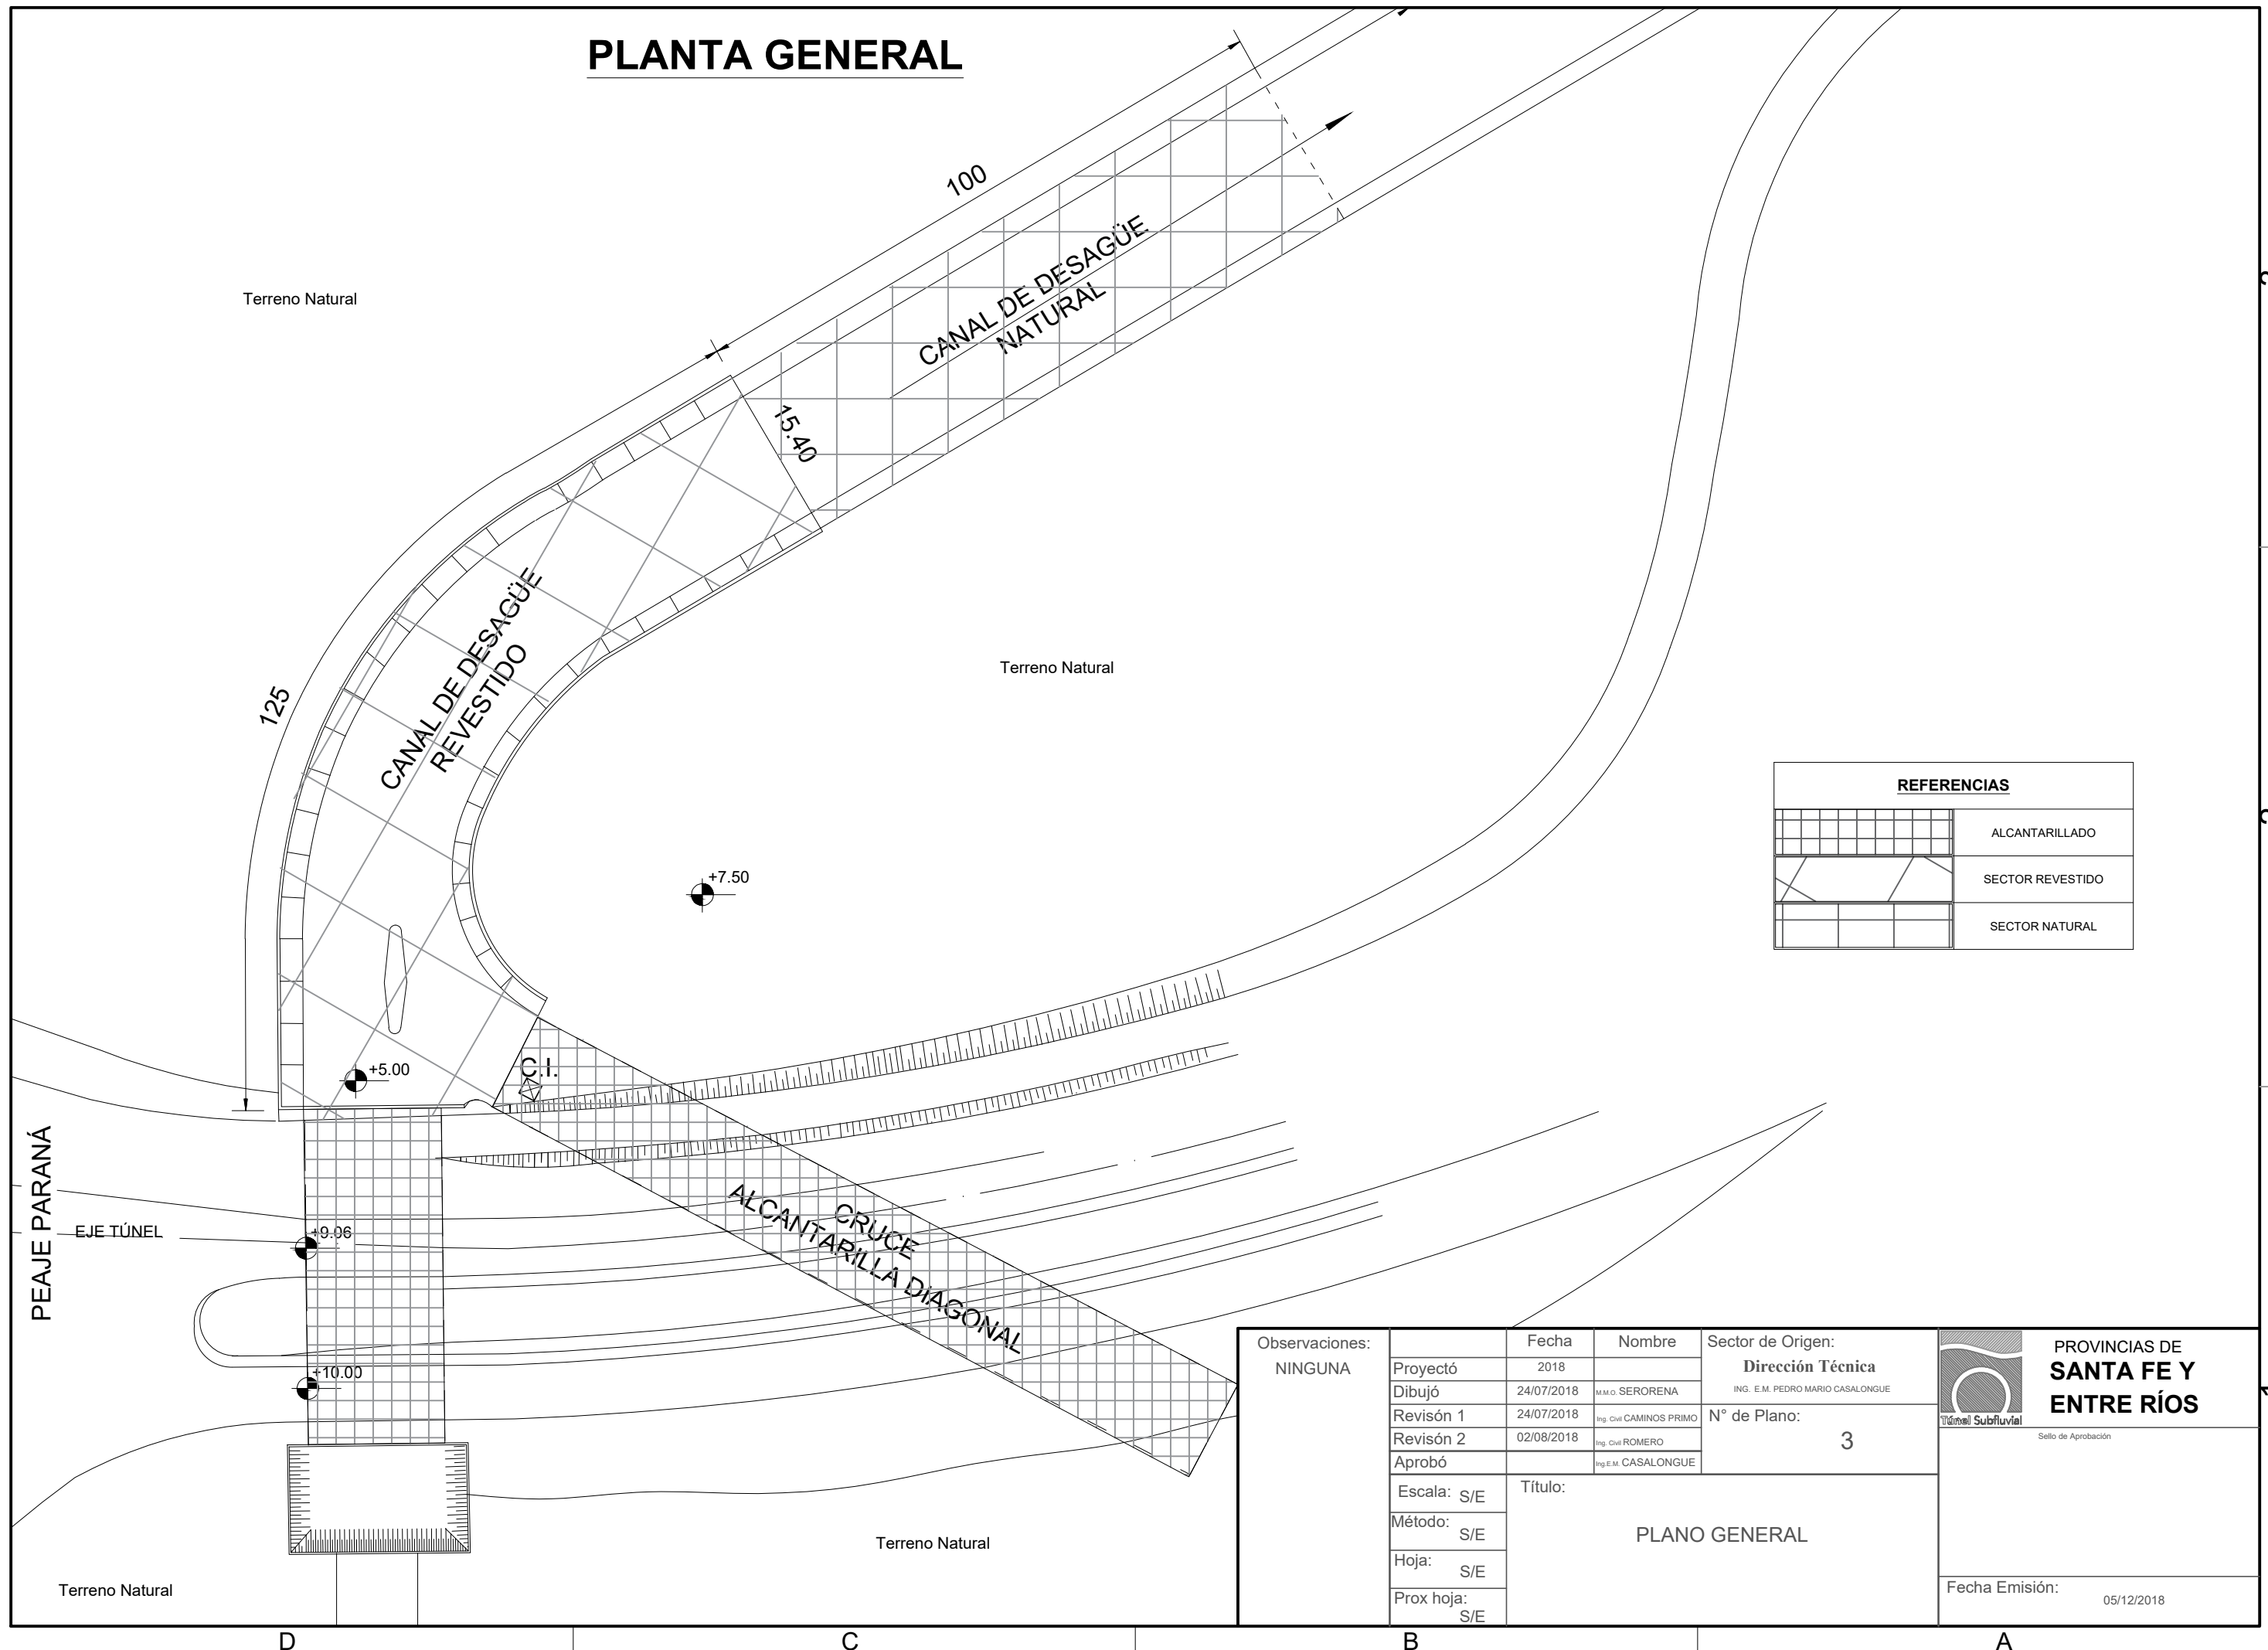 PLANTA GENERAL
100
Terreno Natural
CANAL DE DESAGÜE
NATURAL
15.40
CANAL DE DESAGÜE
REVESTIDO
125
Terreno Natural
+7.50
REFERENCIAS
ALCANTARILLADO
SECTOR REVESTIDO
SECTOR NATURAL
C.I.
+5.00
PEAJE PARANÁ
EJE TÚNEL
+9.06
CRUCE
ALCANTARILLA DIAGONAL
+10.00
Terreno Natural
Terreno Natural
Observaciones:
NINGUNA
Fecha
Nombre
Proyectó
2018
Dibujó
24/07/2018
M.M.O. SERORENA
Revisón 1
24/07/2018
Ing. Civil CAMINOS PRIMO
Revisón 2
02/08/2018
Ing. Civil ROMERO
Aprobó
Ing.E.M. CASALONGUE
Sector de Origen:
Dirección Técnica
ING. E.M. PEDRO MARIO CASALONGUE
N° de Plano:
3
Escala: S/E
Método: S/E
Hoja: S/E
Prox hoja: S/E
Título:
PLANO GENERAL
Túnel Subfluvial
PROVINCIAS DE
SANTA FE Y
ENTRE RÍOS
Sello de Aprobación
Fecha Emisión:
05/12/2018
D
C
B
A